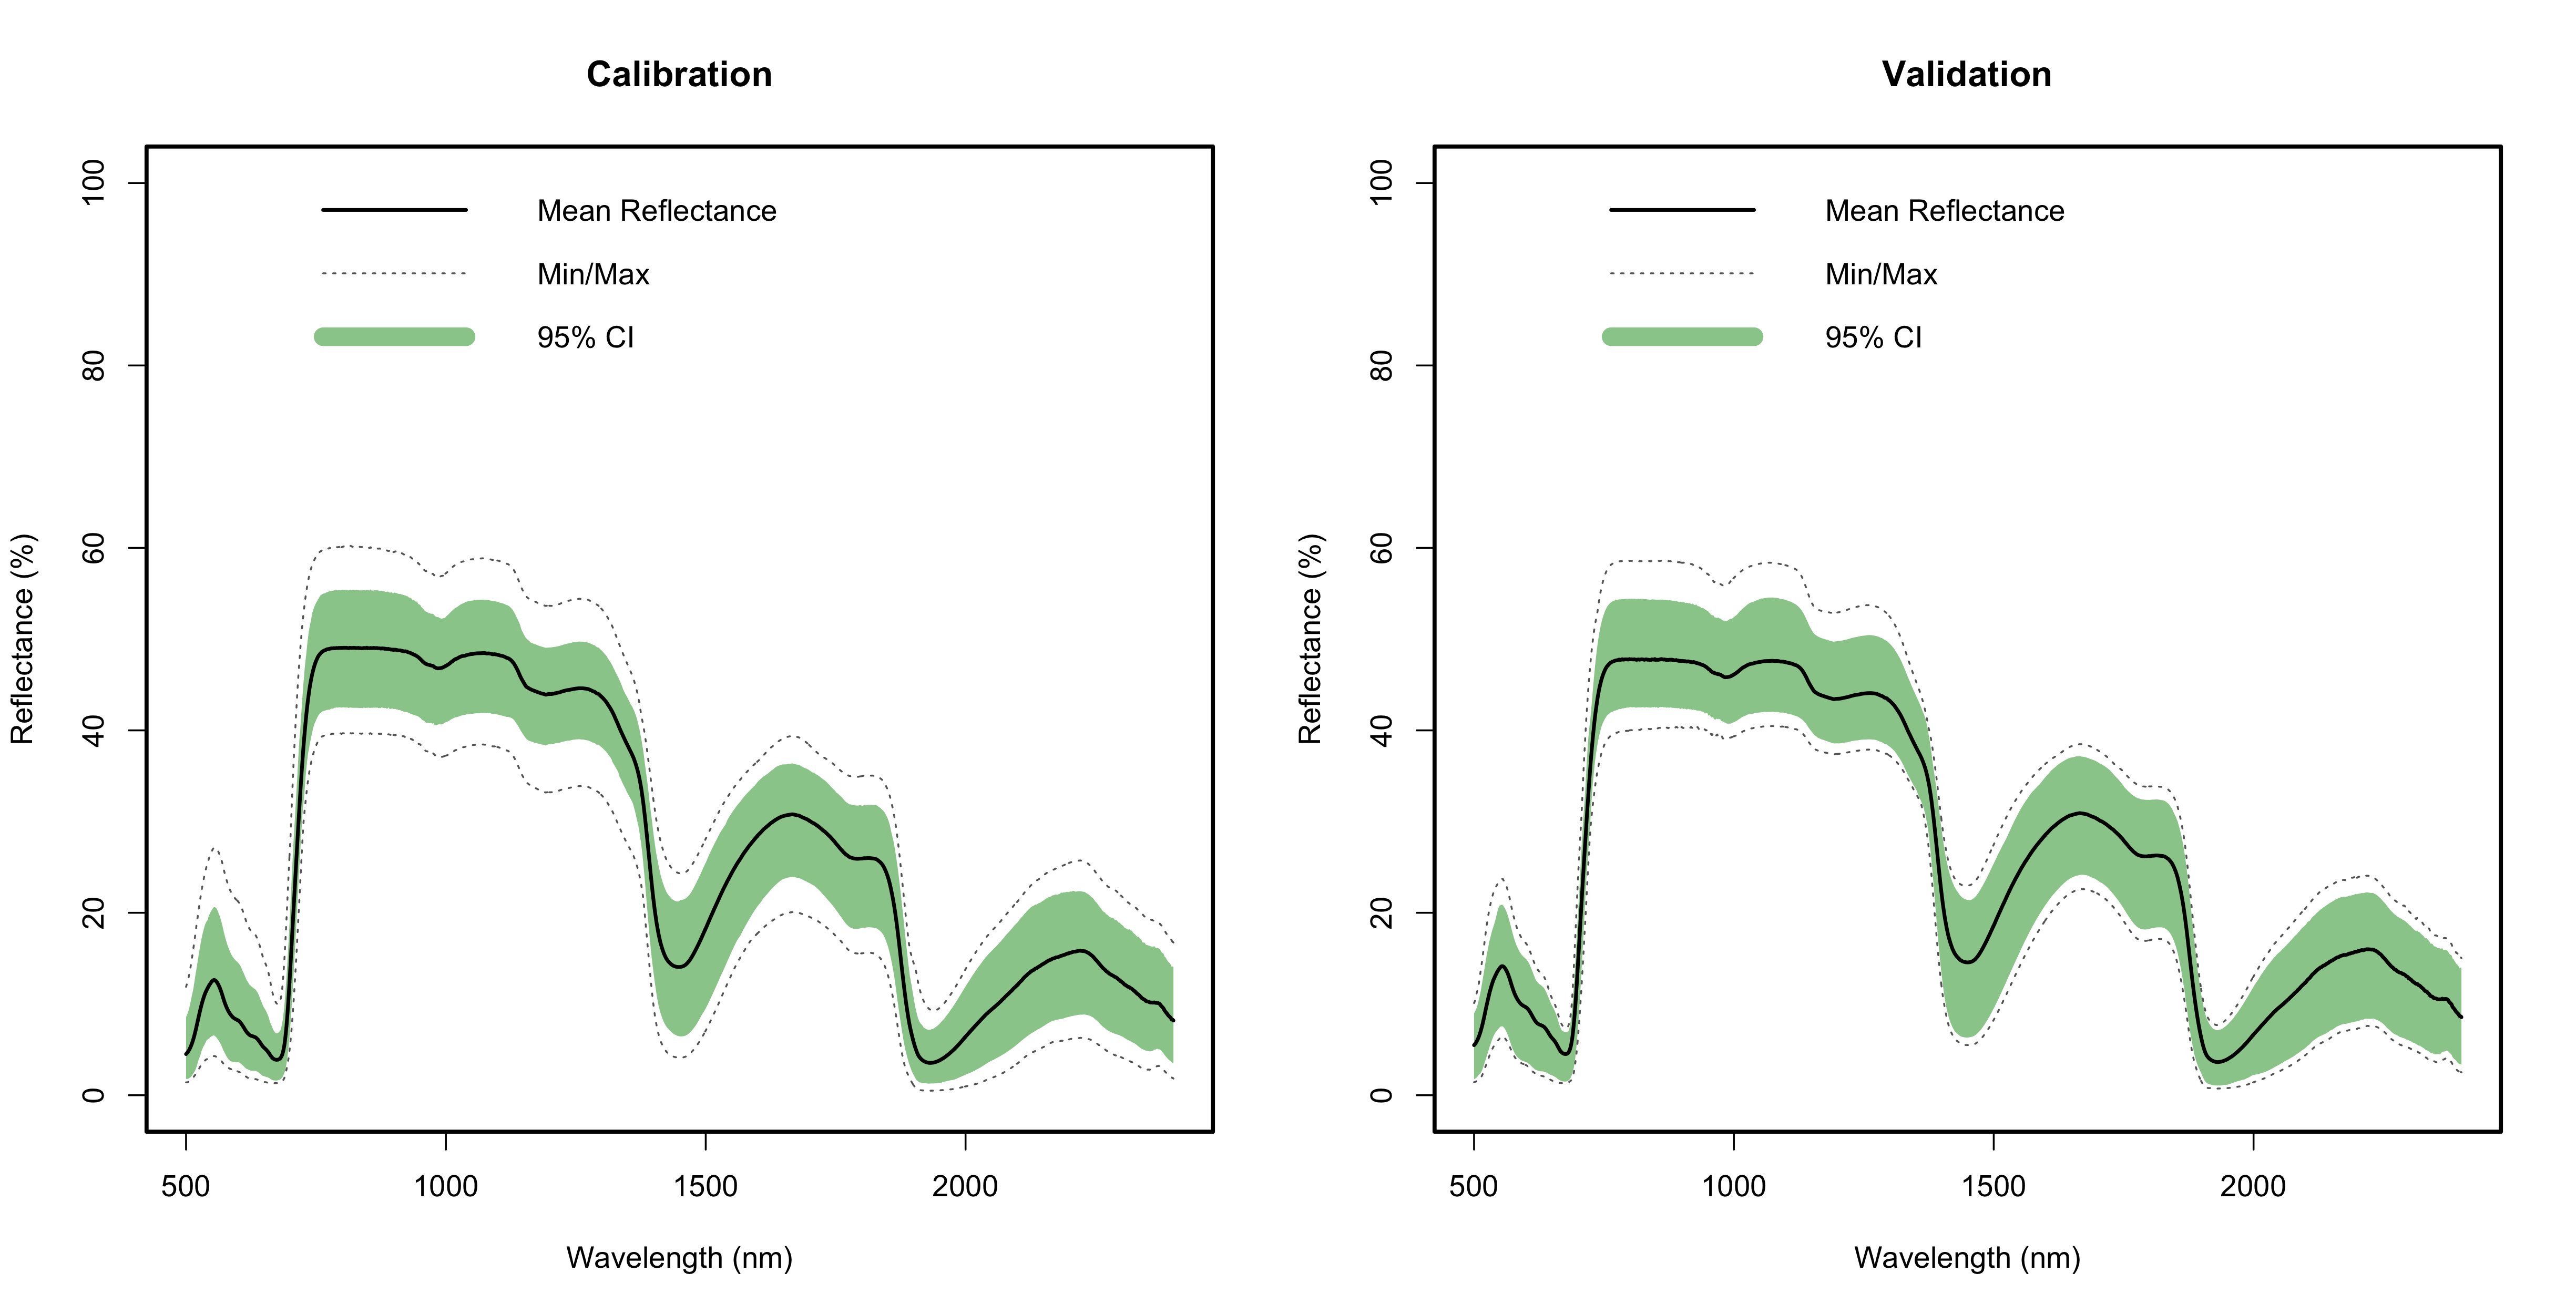 Calibration
Reflectance (%)
100
80
60
40
20
0
Mean Reflectance
Min/Max
95% CI
500 1000 1500 2000
Wavelength (nm)
Validation
Reflectance (%)
100
80
60
40
20
0
Mean Reflectance
Min/Max
95% CI
500 1000 1500 2000
Wavelength (nm)